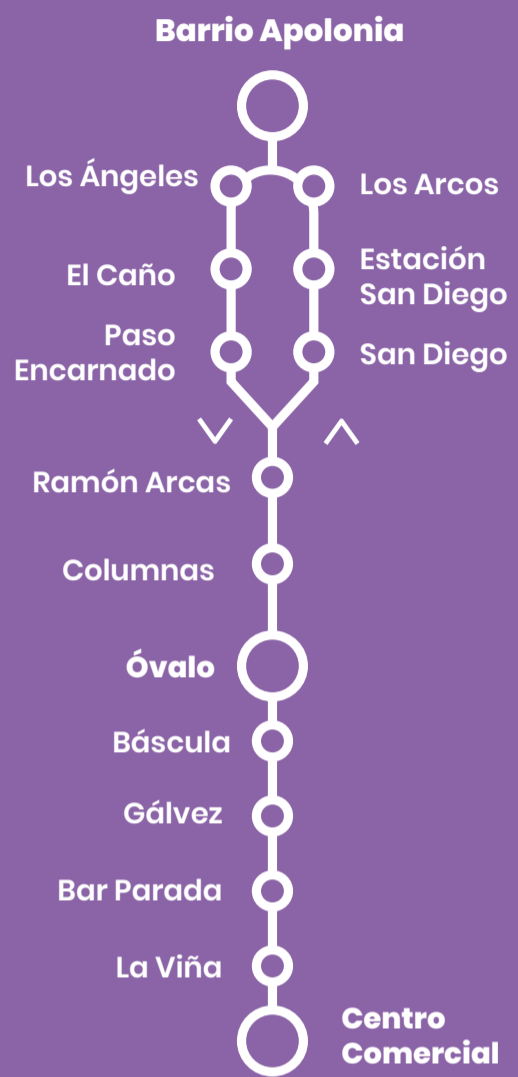 Barrio Apolonia
Los Ángeles
Los Arcos
El Caño
Estación
San Diego
Paso
Encarnado
San Diego
Ramón Arcas
Columnas
Óvalo
Báscula
Gálvez
Bar Parada
La Viña
Centro
Comercial